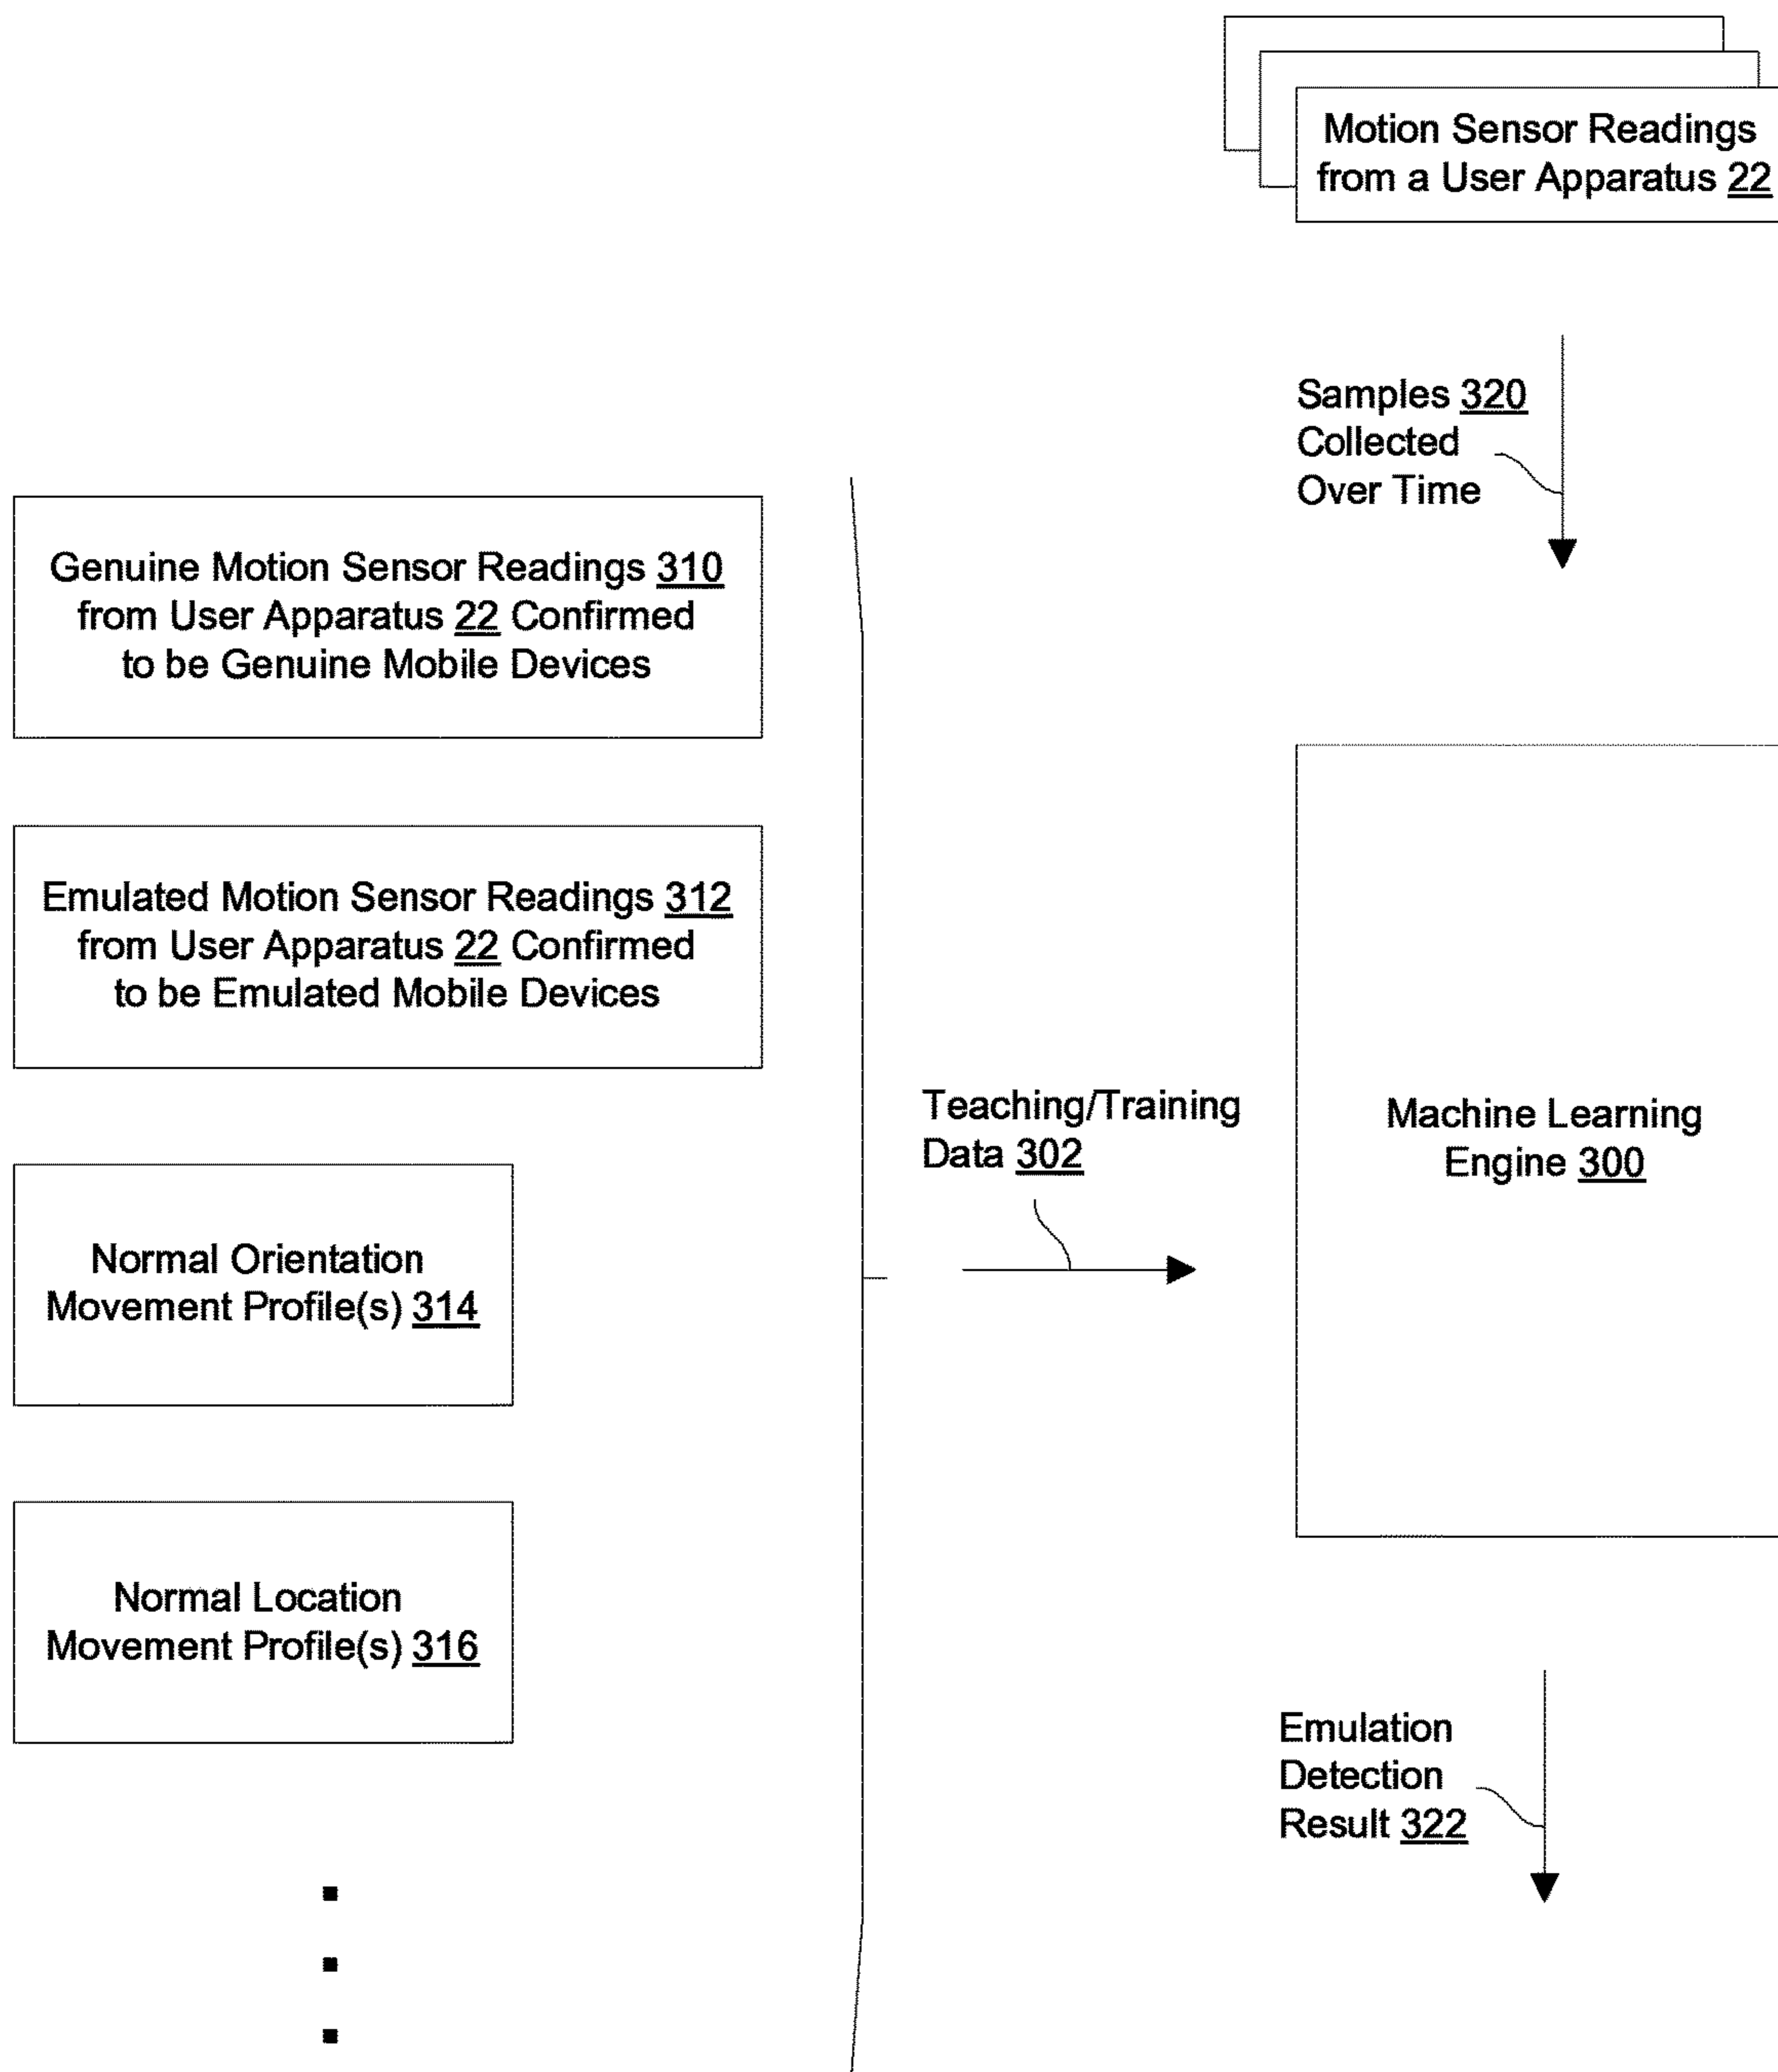 Motion Sensor Readings
from a User Apparatus 22
Samples 320
Collected
Over Time
Genuine Motion Sensor Readings 310
from User Apparatus 22 Confirmed
to be Genuine Mobile Devices
Emulated Motion Sensor Readings 312
from User Apparatus 22 Confirmed
to be Emulated Mobile Devices
Normal Orientation
Movement Profile(s) 314
Normal Location
Movement Profile(s) 316
Teaching/Training
Data 302
Machine Learning
Engine 300
Emulation
Detection
Result 322